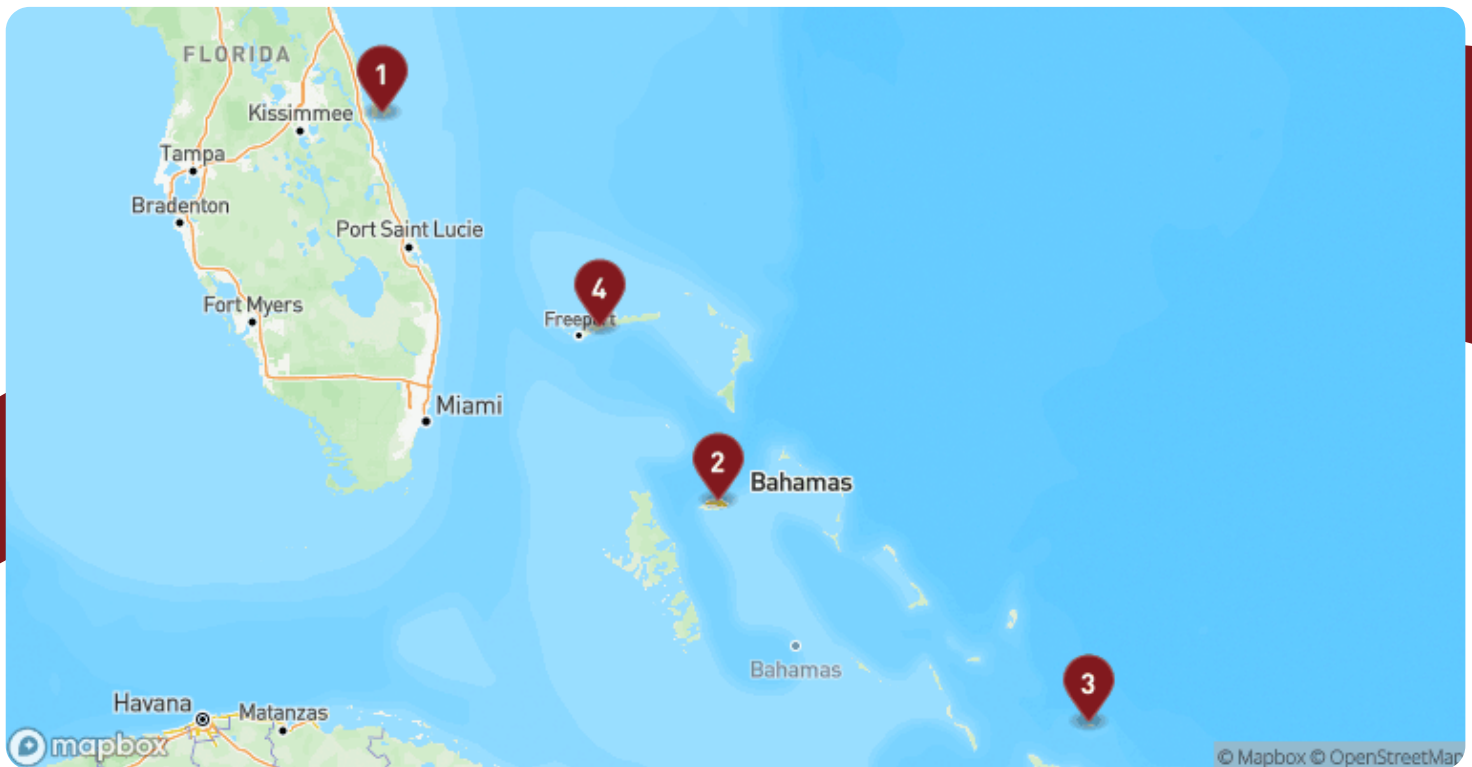 FLORIDA
1
Kissimmee
Tampa
Bradenton
Port Saint Lucie
Fort Myers
4
Freeport
Miami
2
Bahamas
Bahamas
3
Havana
Matanzas
mapbox
© Mapbox © OpenStreetMap